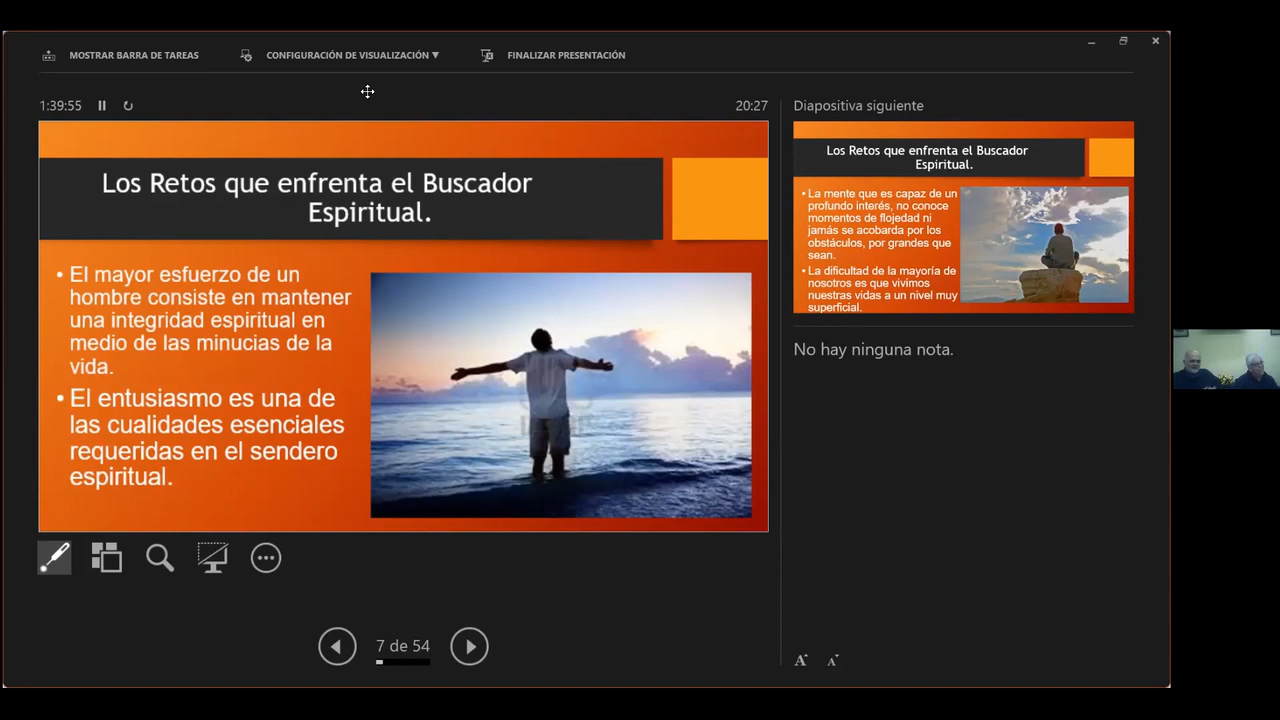 MOSTRAR BARRA DE TAREAS
CONFIGURACIÓN DE VISUALIZACIÓN ▼
FINALIZAR PRESENTACIÓN
1:39:55
20:27
Los Retos que enfrenta el Buscador
Espiritual.
• El mayor esfuerzo de un
hombre consiste en mantener
una integridad espiritual en
medio de las minucias de la
vida.
• El entusiasmo es una de
las cualidades esenciales
requeridas en el sendero
espiritual.
7 de 54
Diapositiva siguiente
Los Retos que enfrenta el Buscador
Espiritual.
• La mente que es capaz de un
profundo interés, no conoce
momentos de flojedad ni
jamás se acobarda por los
obstáculos, por grandes que
sean.
• La dificultad de la mayoría de
nosotros es que vivimos
nuestras vidas a un nivel muy
superficial.
No hay ninguna nota.
A A